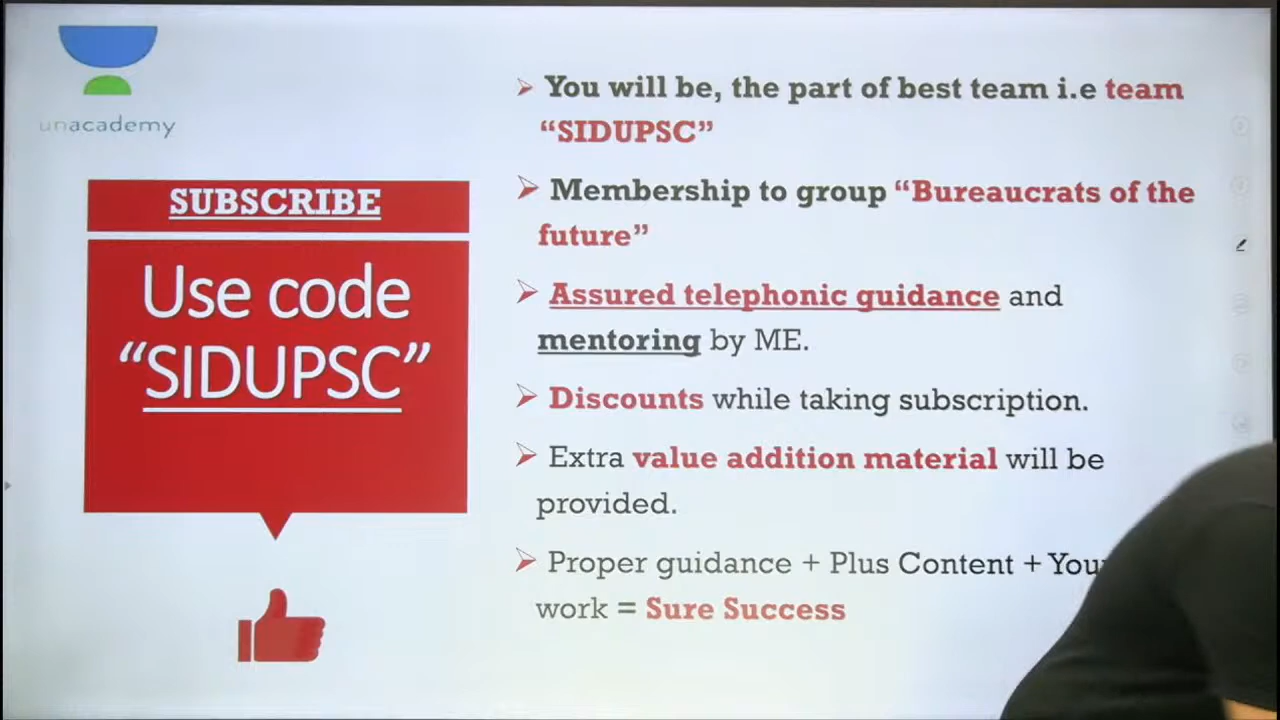 unacademy
SUBSCRIBE
Use code
“SIDUPSC”
➢ You will be, the part of best team i.e team
“SIDUPSC”
➢ Membership to group “Bureaucrats of the
future”
➢ Assured telephonic guidance and
mentoring by ME.
➢ Discounts while taking subscription.
➢ Extra value addition material will be
provided.
➢ Proper guidance + Plus Content + You
work = Sure Success